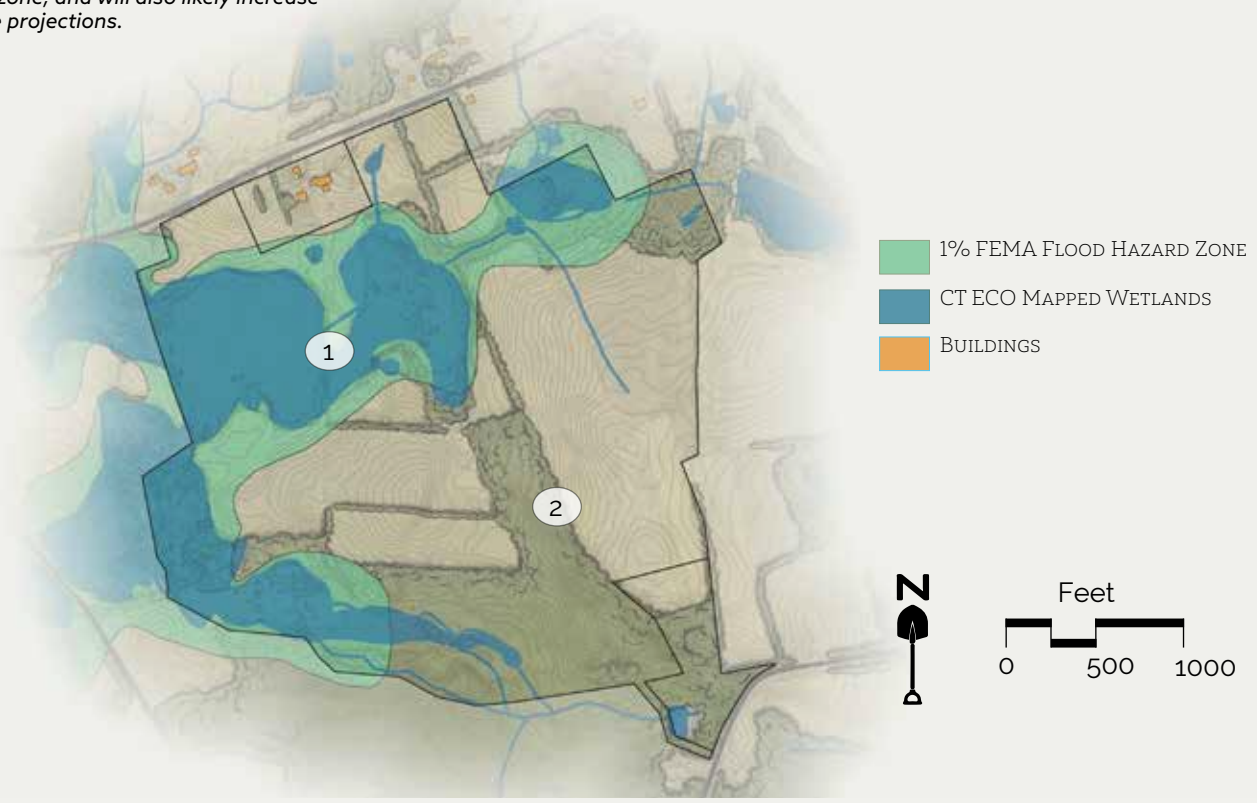 zone, and will also likely increase
projections.
1% FEMA Flood Hazard Zone
CT ECO Mapped Wetlands
Buildings
1
2
N
Feet
0 500 1000